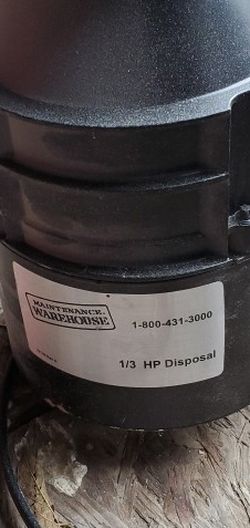 MAINTENANCE
WAREHOUSE
1-800-431-3000
1/3 HP Disposal